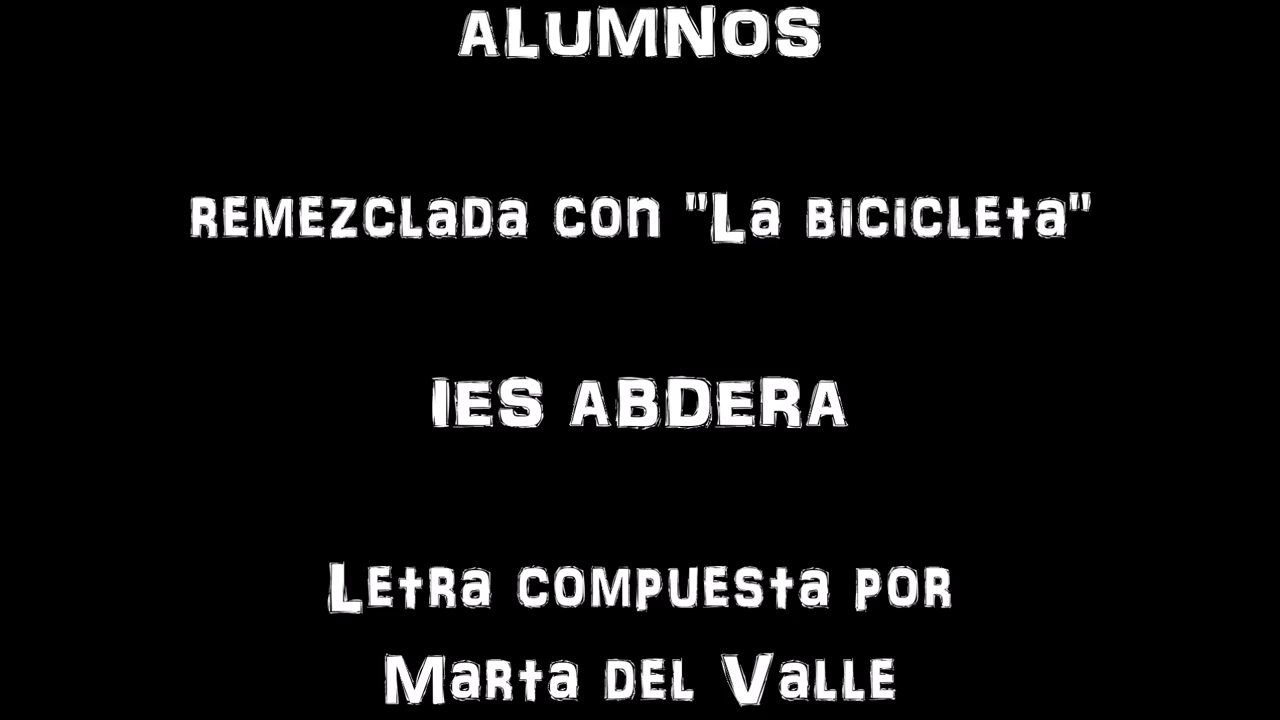 ALUMNOS
remezclada con "La bicicleta"
IES ABDERA
Letra compuesta por
Marta del Valle